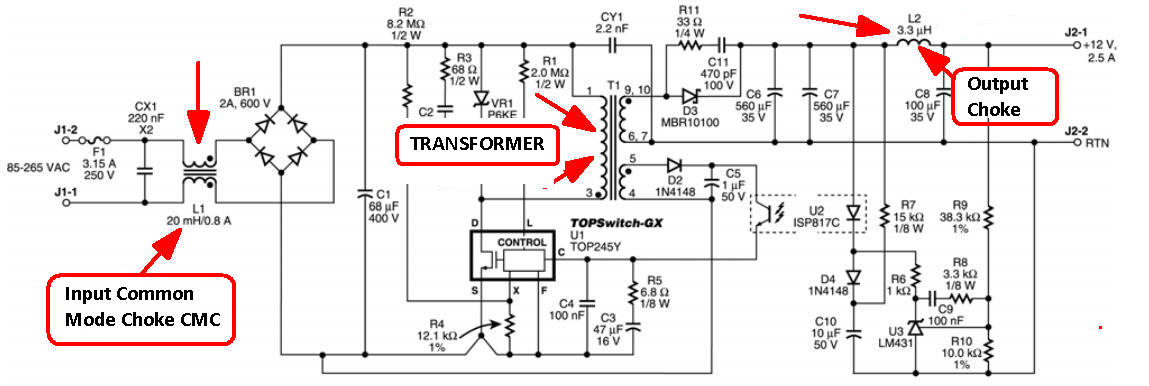 R2
8.2 MΩ
1/2 W
R3
68 Ω
1/2 W
C2
VR1
P6KE
R1
2.0 MΩ
1/2 W
CY1
2.2 nF
T1
R11
33 Ω
1/4 W
C11
470 pF
100 V
D3
MBR10100
C6
560 µF
35 V
C7
560 µF
35 V
L2
3.3 µH
C8
100 µF
35 V
Output
Choke
J2-1
+12 V,
2.5 A
J2-2
RTN
CX1
220 nF
X2
BR1
2A, 600 V
J1-2
F1
3.15 A
250 V
85-265 VAC
J1-1
L1
20 mH/0.8 A
Input Common
Mode Choke CMC
TRANSFORMER
1
3
9, 10
6, 7
5
4
D2
1N4148
C5
1 µF
50 V
C1
68 µF
400 V
TOPSwitch-GX
U1
TOP245Y
D
L
CONTROL
C
S
X
F
R4
12.1 kΩ
1%
C4
100 nF
R5
6.8 Ω
1/8 W
C3
47 µF
16 V
U2
ISP817C
R7
15 kΩ
1/8 W
R9
38.3 kΩ
1%
D4
1N4148
R6
1 kΩ
R8
3.3 kΩ
1/8 W
C9
100 nF
C10
10 µF
50 V
U3
LM431
R10
10.0 kΩ
1%